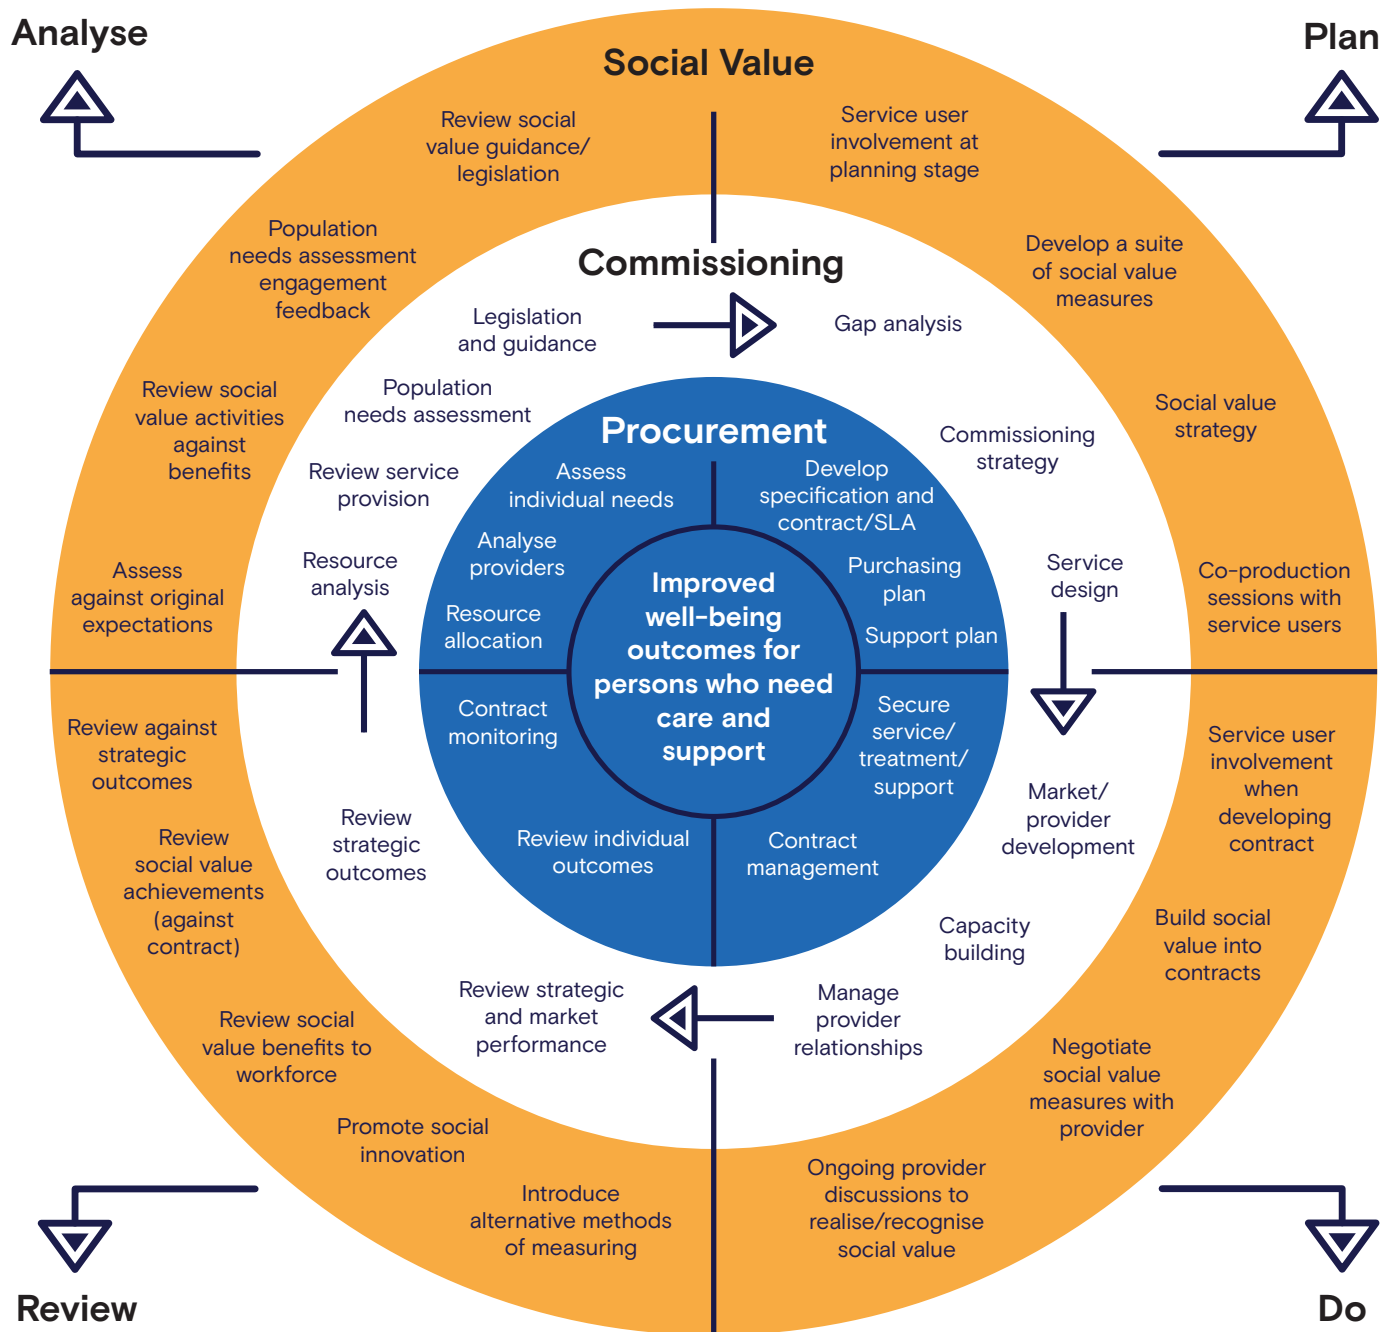 Analyse
Plan
Social Value
Review social
value guidance/
legislation
Service user
involvement at
planning stage
Population
needs assessment
engagement
feedback
Develop a suite
of social value
measures
Review social
value activities
against
benefits
Social value
strategy
Assess
against original
expectations
Co-production
sessions with
service users
Commissioning
Legislation
and guidance
Gap analysis
Population
needs assessment
Commissioning
strategy
Review service
provision
Resource
analysis
Service
design
Procurement
Assess
individual needs
Develop
specification and
contract/SLA
Analyse
providers
Purchasing
plan
Resource
allocation
Support plan
Improved
well-being
outcomes for
persons who need
care and
support
Contract
monitoring
Secure
service/
treatment/
support
Review individual
outcomes
Contract
management
Review
strategic
outcomes
Market/
provider
development
Capacity
building
Review strategic
and market
performance
Manage
provider
relationships
Review against
strategic
outcomes
Service user
involvement
when
developing
contract
Review
social value
achievements
(against
contract)
Build social
value into
contracts
Review social
value benefits to
workforce
Negotiate
social value
measures with
provider
Promote social
innovation
Introduce
alternative methods
of measuring
Ongoing provider
discussions to
realise/recognise
social value
Review
Do